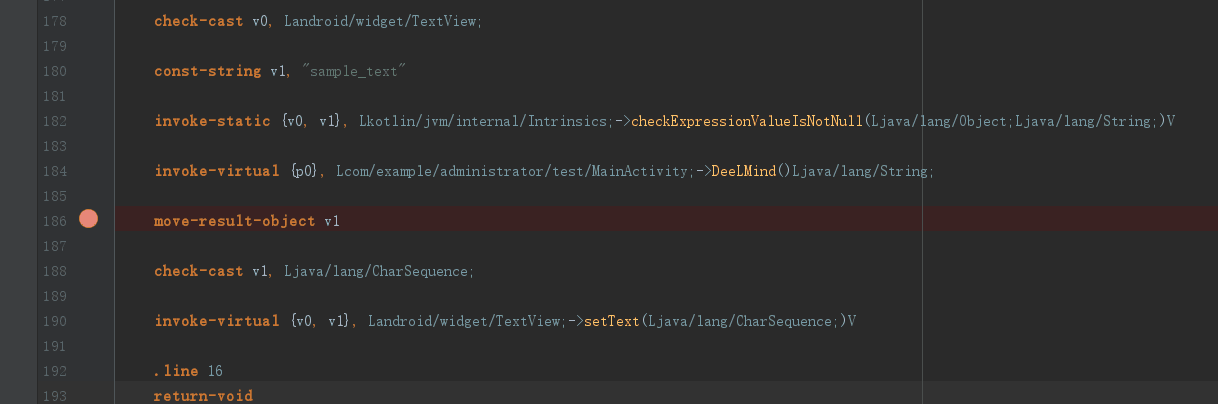 178 check-cast v0, Landroid/widget/TextView;
179
180 const-string v1, "sample_text"
181
182 invoke-static {v0, v1}, Lkotlin/jvm/internal/Intrinsics;->checkExpressionValueIsNotNull(Ljava/lang/Object;Ljava/lang/String;)V
183
184 invoke-virtual {p0}, Lcom/example/administrator/test/MainActivity;->DeeLMind()Ljava/lang/String;
185
186 move-result-object v1
187
188 check-cast v1, Ljava/lang/CharSequence;
189
190 invoke-virtual {v0, v1}, Landroid/widget/TextView;->setText(Ljava/lang/CharSequence;)V
191
192 .line 16
193 return-void